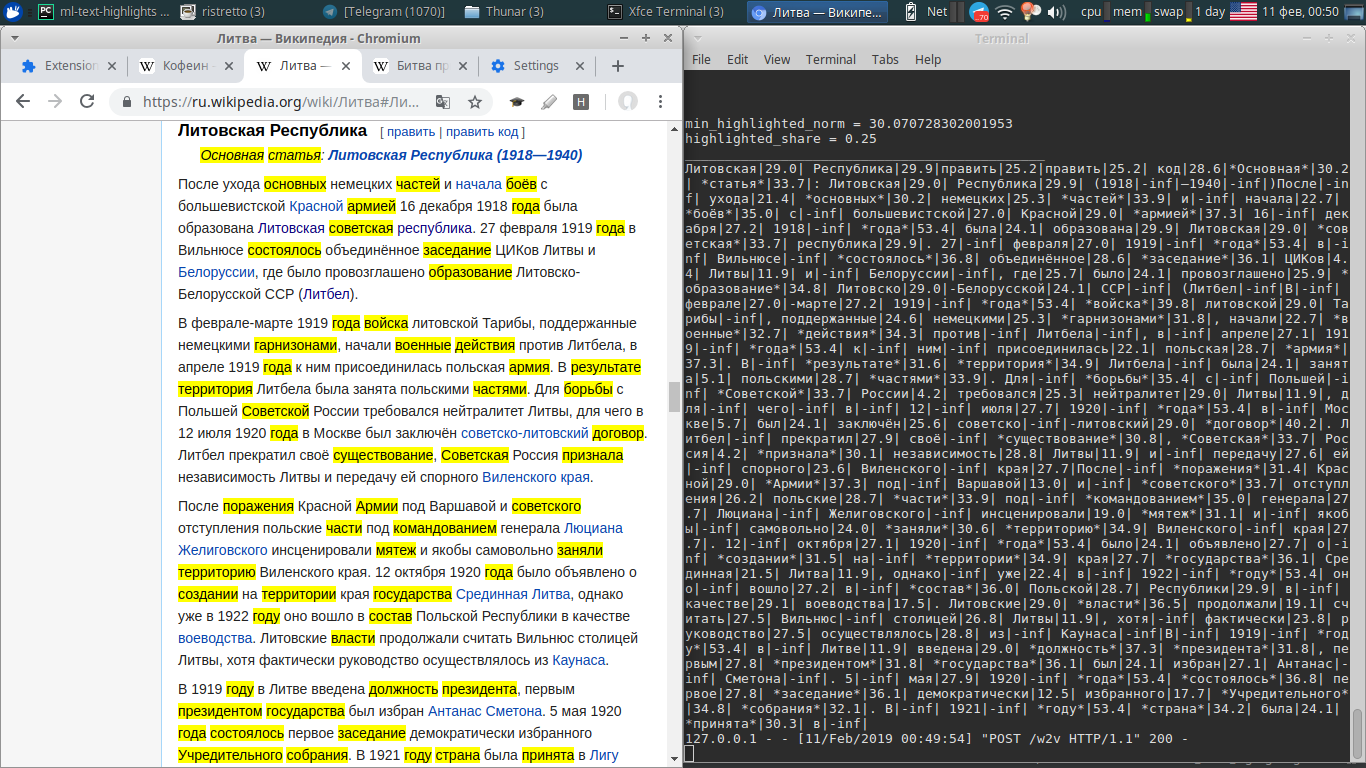 ml-text-highlights ...
ristretto (3)
[Telegram (1070)]
Thunar (3)
Xfce Terminal (3)
Литва — Википе...
Net
70
cpu
mem
swap
1 day
11 фев, 00:50
Литва — Википедия - Chromium
Extension
Кофеин -
Литва —
Битва пр
Settings
https://ru.wikipedia.org/wiki/Литва#Ли...
Литовская Республика [ править | править код ]
Основная статья: Литовская Республика (1918—1940)
После ухода основных немецких частей и начала боёв с
большевистской Красной армией 16 декабря 1918 года была
образована Литовская советская республика. 27 февраля 1919 года в
Вильнюсе состоялось объединённое заседание ЦИКов Литвы и
Белоруссии, где было провозглашено образование Литовско-
Белорусской ССР (Литбел).
В феврале-марте 1919 года войска литовской Тарибы, поддержанные
немецкими гарнизонами, начали военные действия против Литбела, в
апреле 1919 года к ним присоединилась польская армия. В результате
территория Литбела была занята польскими частями. Для борьбы с
Польшей Советской России требовался нейтралитет Литвы, для чего в
12 июля 1920 года в Москве был заключён советско-литовский договор.
Литбел прекратил своё существование, Советская Россия признала
независимость Литвы и передачу ей спорного Виленского края.
После поражения Красной Армии под Варшавой и советского
отступления польские части под командованием генерала Люциана
Желиговского инсценировали мятеж и якобы самовольно заняли
территорию Виленского края. 12 октября 1920 года было объявлено о
создании на территории края государства Срединная Литва, однако
уже в 1922 году оно вошло в состав Польской Республики в качестве
воеводства. Литовские власти продолжали считать Вильнюс столицей
Литвы, хотя фактически руководство осуществлялось из Каунаса.
В 1919 году в Литве введена должность президента, первым
президентом государства был избран Антанас Сметона. 5 мая 1920
года состоялось первое заседание демократически избранного
Учредительного собрания. В 1921 году страна была принята в Лигу
Terminal
File Edit View Terminal Tabs Help
min_highlighted_norm = 30.070728302001953
highlighted_share = 0.25
Литовская|29.0| Республика|29.9|править|25.2|править|25.2| код|28.6|*Основная*|30.2
| *статья*|33.7|: Литовская|29.0| Республика|29.9| (1918|-inf|—1940|-inf|)После|-in
f| ухода|21.4| *основных*|30.2| немецких|25.3| *частей*|33.9| и|-inf| начала|22.7|
*боёв*|35.0| с|-inf| большевистской|27.0| Красной|29.0| *армией*|37.3| 16|-inf| дек
абря|27.2| 1918|-inf| *года*|53.4| была|24.1| образована|29.9| Литовская|29.0| *сов
етская*|33.7| республика|29.9|. 27|-inf| февраля|27.0| 1919|-inf| *года*|53.4| в|-i
nf| Вильнюсе|-inf| *состоялось*|36.8| объединённое|28.6| *заседание*|36.1| ЦИКов|4.
4| Литвы|11.9| и|-inf| Белоруссии|-inf|, где|25.7| было|24.1| провозглашено|25.9| *
образование*|34.8| Литовско|29.0|-Белорусской|24.1| ССР|-inf| (Литбел|-inf|В|-inf|
феврале|27.0|-марте|27.2| 1919|-inf| *года*|53.4| *войска*|39.8| литовской|29.0| Та
рибы|-inf|, поддержанные|24.6| немецкими|25.3| *гарнизонами*|31.8|, начали|22.7| *в
оенные*|32.7| *действия*|34.3| против|-inf| Литбела|-inf|, в|-inf| апреле|27.1| 191
9|-inf| *года*|53.4| к|-inf| ним|-inf| присоединилась|22.1| польская|28.7| *армия*|
37.3|. В|-inf| *результате*|31.6| *территория*|34.9| Литбела|-inf| была|24.1| занят
а|5.1| польскими|28.7| *частями*|33.9|. Для|-inf| *борьбы*|35.4| с|-inf| Польшей|-i
nf| *Советской*|33.7| России|4.2| требовался|25.3| нейтралитет|29.0| Литвы|11.9|, д
ля|-inf| чего|-inf| в|-inf| 12|-inf| июля|27.7| 1920|-inf| *года*|53.4| в|-inf| Мос
кве|5.7| был|24.1| заключён|25.6| советско|-inf|-литовский|29.0| *договор*|40.2|. Л
итбел|-inf| прекратил|27.9| своё|-inf| *существование*|30.8|, *Советская*|33.7| Рос
сия|4.2| *признала*|30.1| независимость|28.8| Литвы|11.9| и|-inf| передачу|27.6| ей
|-inf| спорного|23.6| Виленского|-inf| края|27.7|После|-inf| *поражения*|31.4| Крас
ной|29.0| *Армии*|37.3| под|-inf| Варшавой|13.0| и|-inf| *советского*|33.7| отступл
ения|26.2| польские|28.7| *части*|33.9| под|-inf| *командованием*|35.0| генерала|27
.7| Люциана|-inf| Желиговского|-inf| инсценировали|19.0| *мятеж*|31.1| и|-inf| якоб
ы|-inf| самовольно|24.0| *заняли*|30.6| *территорию*|34.9| Виленского|-inf| края|27
.7|. 12|-inf| октября|27.1| 1920|-inf| *года*|53.4| было|24.1| объявлено|27.7| о|-i
nf| *создании*|31.5| на|-inf| *территории*|34.9| края|27.7| *государства*|36.1| Сре
динная|21.5| Литва|11.9|, однако|-inf| уже|22.4| в|-inf| 1922|-inf| *году*|53.4| он
о|-inf| вошло|27.2| в|-inf| *состав*|36.0| Польской|28.7| Республики|29.9| в|-inf|
качестве|29.1| воеводства|17.5|. Литовские|29.0| *власти*|36.5| продолжали|19.1| сч
итать|27.5| Вильнюс|-inf| столицей|26.8| Литвы|11.9|, хотя|-inf| фактически|23.8| р
уководство|27.5| осуществлялось|28.8| из|-inf| Каунаса|-inf|В|-inf| 1919|-inf| *год
у*|53.4| в|-inf| Литве|11.9| введена|29.0| *должность*|37.3| *президента*|31.8|, пе
рвым|27.8| *президентом*|31.8| *государства*|36.1| был|24.1| избран|27.1| Антанас|-
inf| Сметона|-inf|. 5|-inf| мая|27.9| 1920|-inf| *года*|53.4| *состоялось*|36.8| пе
рвое|27.8| *заседание*|36.1| демократически|12.5| избранного|17.7| *Учредительного*
|34.8| *собрания*|32.1|. В|-inf| 1921|-inf| *году*|53.4| *страна*|34.2| была|24.1|
*принята*|30.3| в|-inf|
127.0.0.1 - - [11/Feb/2019 00:49:54] "POST /w2v HTTP/1.1" 200 -